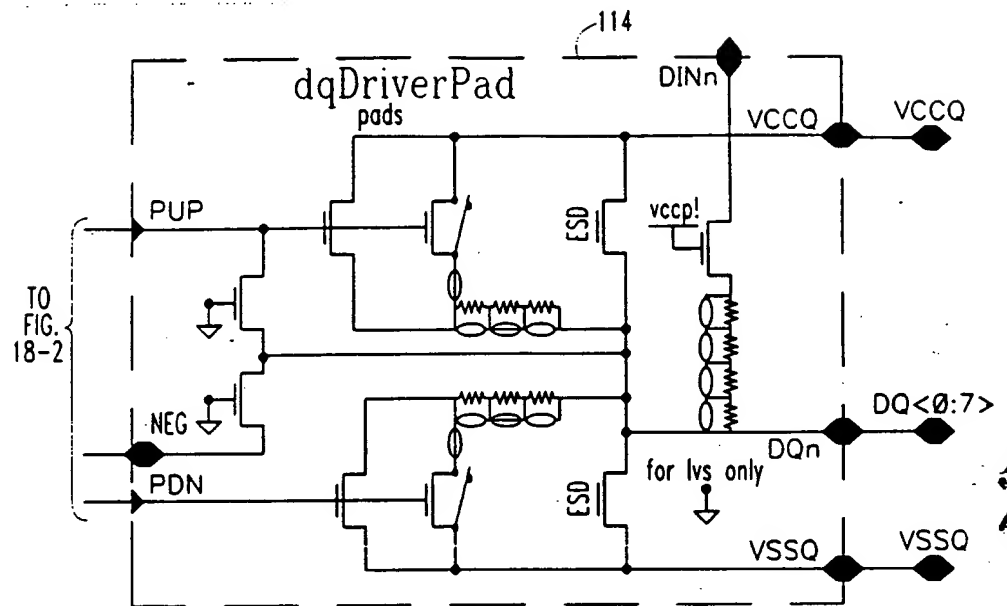 114
dqDriverPad
pads
DINn
VCCQ
VCCQ
PUP
ESD
vccp!
TO
FIG.
18-2
NEG
DQ<0:7>
DQn
PDN
ESD
for lvs only
VSSQ
VSSQ